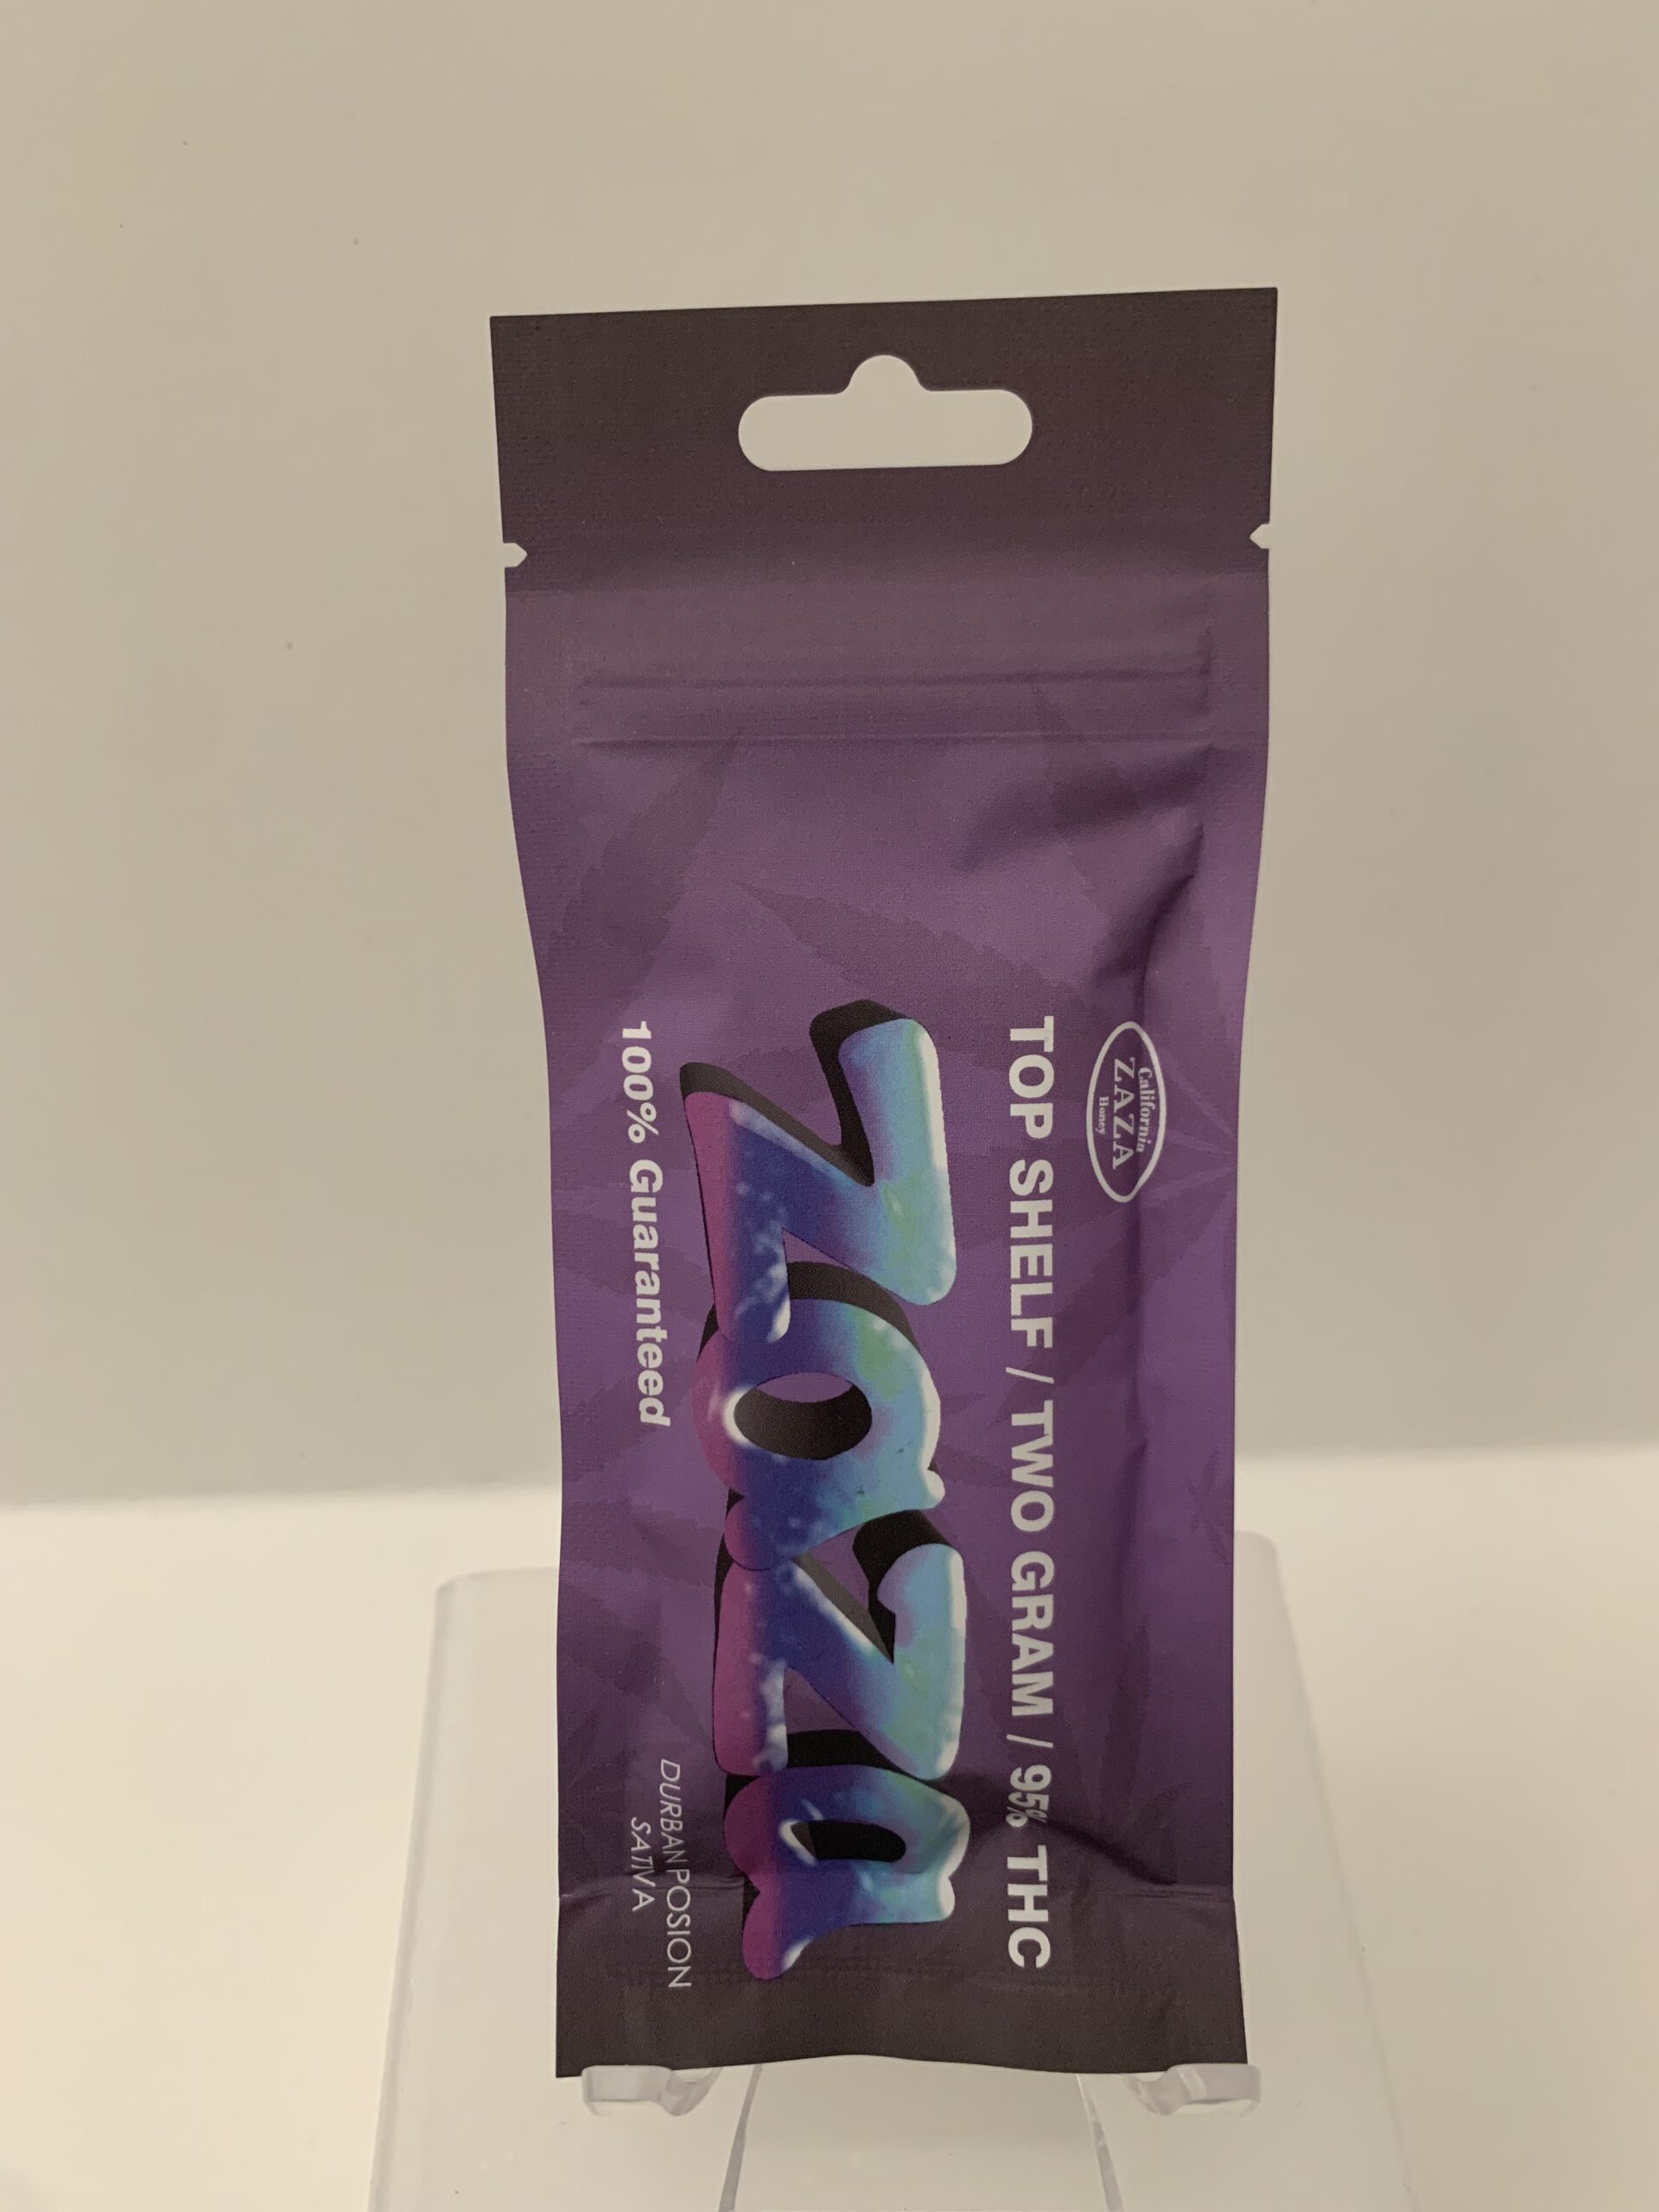 California
ZAZA
Honey
TOP SHELF / TWO GRAM / 95% THC
ZaZa
100% Guaranteed
DURBAN POSION
SATIVA